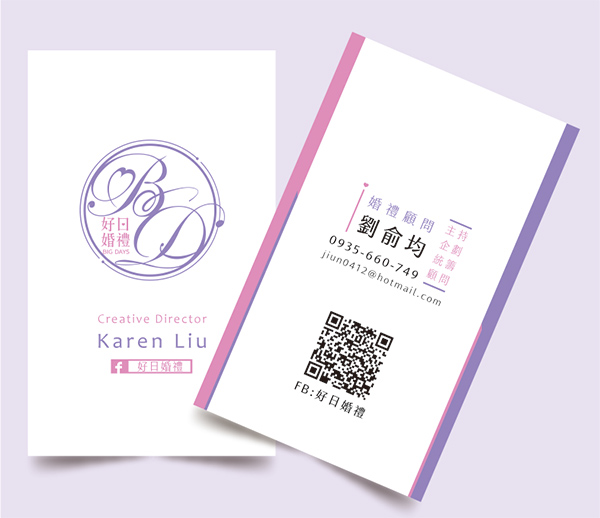 BD
好日
婚禮
BIG DAYS
Creative Director
Karen Liu
f 好日婚禮
婚禮顧問
劉俞均
0935-660-749
jiun0412@hotmail.com
主持
企劃
統籌
顧問
FB:好日婚禮